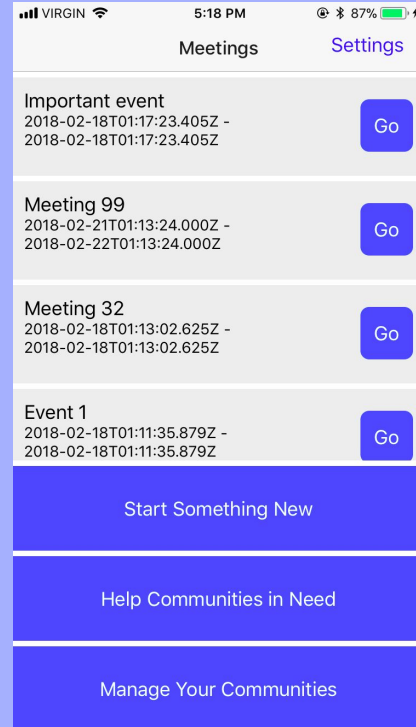 VIRGIN 5:18 PM 87%
Meetings Settings
Important event
2018-02-18T01:17:23.405Z -
2018-02-18T01:17:23.405Z
Go
Meeting 99
2018-02-21T01:13:24.000Z -
2018-02-22T01:13:24.000Z
Go
Meeting 32
2018-02-18T01:13:02.625Z -
2018-02-18T01:13:02.625Z
Go
Event 1
2018-02-18T01:11:35.879Z -
2018-02-18T01:11:35.879Z
Go
Start Something New
Help Communities in Need
Manage Your Communities